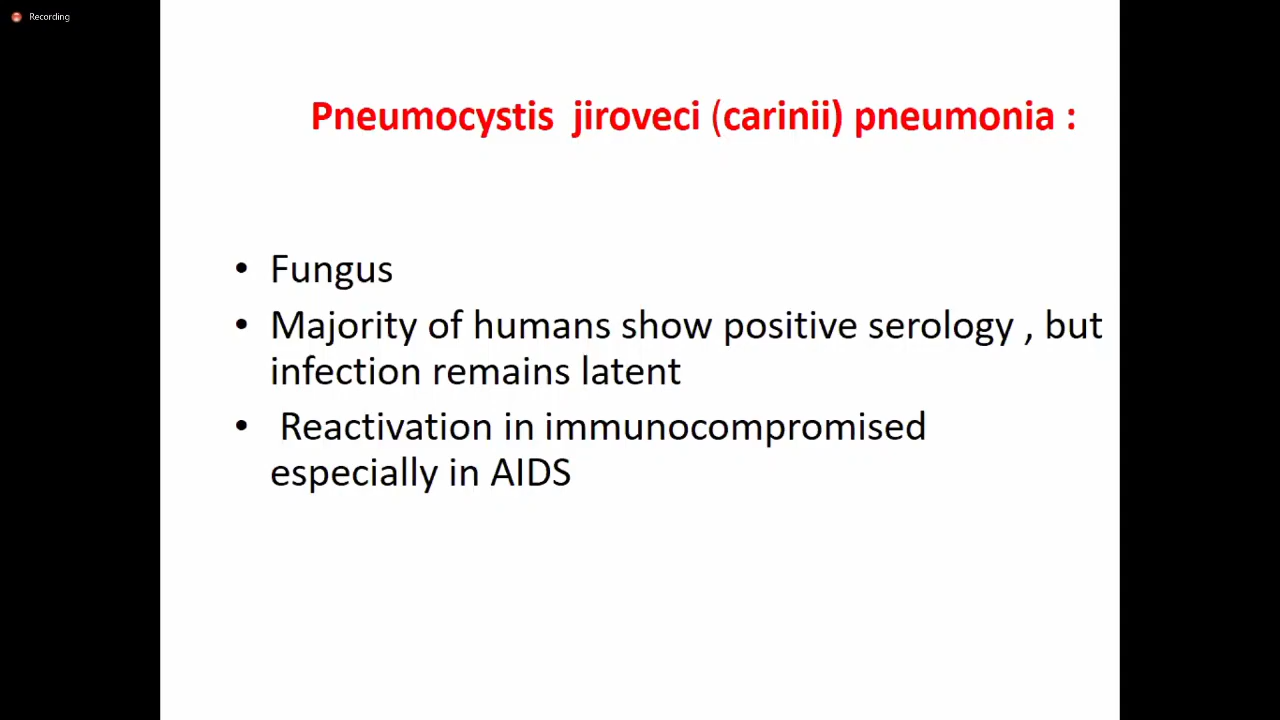 Recording
Pneumocystis jiroveci (carinii) pneumonia :
• Fungus
• Majority of humans show positive serology , but
infection remains latent
• Reactivation in immunocompromised
especially in AIDS